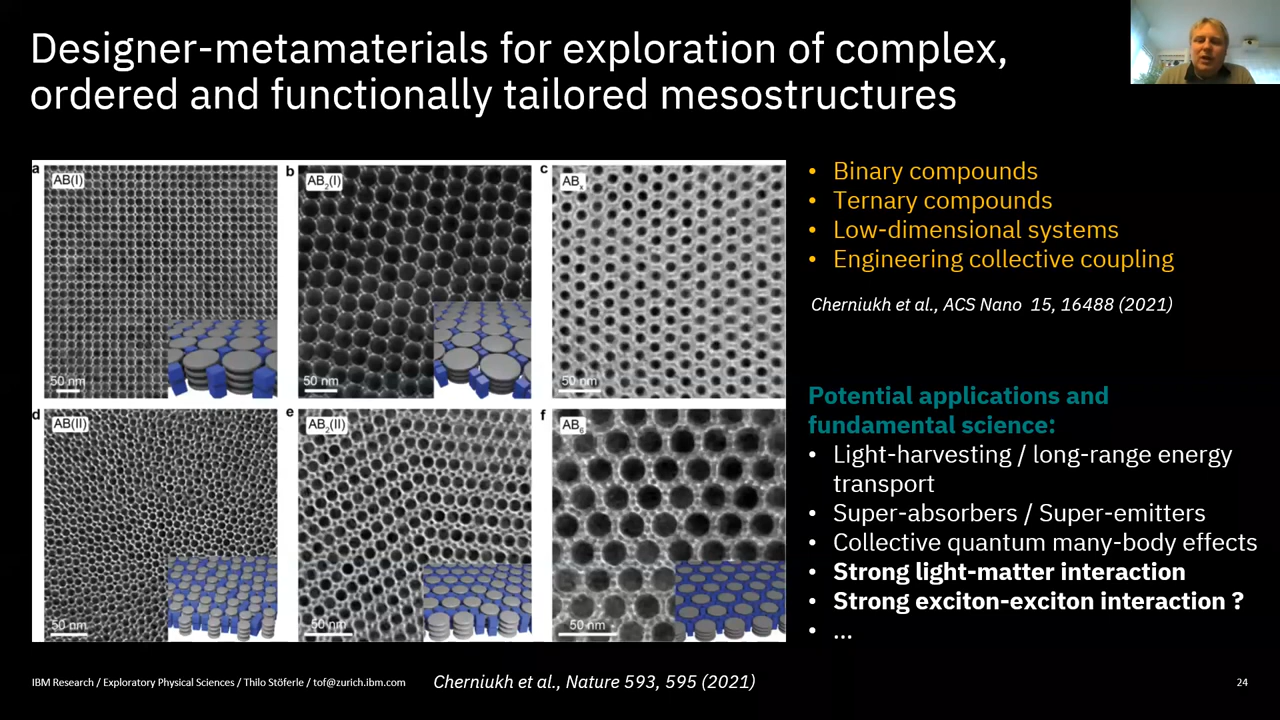 Designer-metamaterials for exploration of complex,
ordered and functionally tailored mesostructures
a
AB(I)
50 nm
b
AB₂(I)
50 nm
c
ABₓ
50 nm
d
AB(II)
50 nm
e
AB₂(II)
50 nm
f
AB₆
50 nm
• Binary compounds
• Ternary compounds
• Low-dimensional systems
• Engineering collective coupling
Cherniukh et al., ACS Nano 15, 16488 (2021)
Potential applications and
fundamental science:
• Light-harvesting / long-range energy
transport
• Super-absorbers / Super-emitters
• Collective quantum many-body effects
• Strong light-matter interaction
• Strong exciton-exciton interaction ?
• ...
IBM Research / Exploratory Physical Sciences / Thilo Stöferle / tof@zurich.ibm.com
Cherniukh et al., Nature 593, 595 (2021)
24